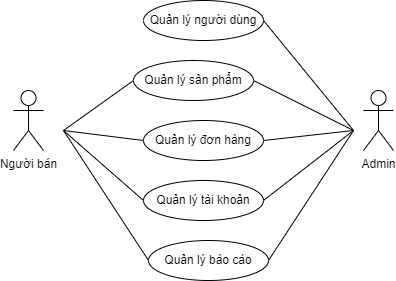 Quản lý người dùng
Quản lý sản phẩm
Quản lý đơn hàng
Người bán
Admin
Quản lý tài khoản
Quản lý báo cáo